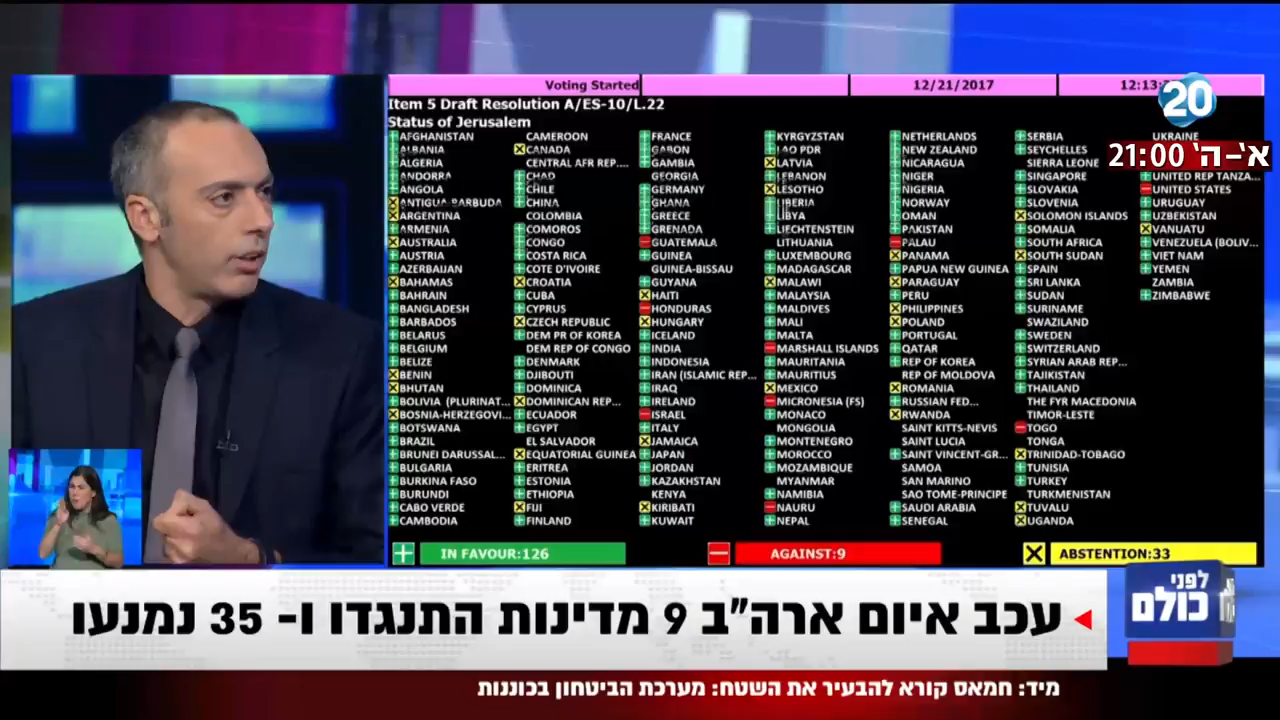 Voting Started
12/21/2017
12:13:
20
א'-ה' 21:00
Item 5 Draft Resolution A/ES-10/L.22
Status of Jerusalem
AFGHANISTAN
ALBANIA
ALGERIA
ANDORRA
ANGOLA
ANTIGUA-BARBUDA
ARGENTINA
ARMENIA
AUSTRALIA
AUSTRIA
AZERBAIJAN
BAHAMAS
BAHRAIN
BANGLADESH
BARBADOS
BELARUS
BELGIUM
BELIZE
BENIN
BHUTAN
BOLIVIA (PLURINAT...
BOSNIA-HERZEGOVI...
BOTSWANA
BRAZIL
BRUNEI DARUSSAL...
BULGARIA
BURKINA FASO
BURUNDI
CABO VERDE
CAMBODIA
CAMEROON
CANADA
CENTRAL AFR REP....
CHAD
CHILE
CHINA
COLOMBIA
COMOROS
CONGO
COSTA RICA
COTE D'IVOIRE
CROATIA
CUBA
CYPRUS
CZECH REPUBLIC
DEM PR OF KOREA
DEM REP OF CONGO
DENMARK
DJIBOUTI
DOMINICA
DOMINICAN REP...
ECUADOR
EGYPT
EL SALVADOR
EQUATORIAL GUINEA
ERITREA
ESTONIA
ETHIOPIA
FIJI
FINLAND
FRANCE
GABON
GAMBIA
GEORGIA
GERMANY
GHANA
GREECE
GRENADA
GUATEMALA
GUINEA
GUINEA-BISSAU
GUYANA
HAITI
HONDURAS
HUNGARY
ICELAND
INDIA
INDONESIA
IRAN (ISLAMIC REP...
IRAQ
IRELAND
ISRAEL
ITALY
JAMAICA
JAPAN
JORDAN
KAZAKHSTAN
KENYA
KIRIBATI
KUWAIT
KYRGYZSTAN
LAO PDR
LATVIA
LEBANON
LESOTHO
LIBERIA
LIBYA
LIECHTENSTEIN
LITHUANIA
LUXEMBOURG
MADAGASCAR
MALAWI
MALAYSIA
MALDIVES
MALI
MALTA
MARSHALL ISLANDS
MAURITANIA
MAURITIUS
MEXICO
MICRONESIA (FS)
MONACO
MONGOLIA
MONTENEGRO
MOROCCO
MOZAMBIQUE
MYANMAR
NAMIBIA
NAURU
NEPAL
NETHERLANDS
NEW ZEALAND
NICARAGUA
NIGER
NIGERIA
NORWAY
OMAN
PAKISTAN
PALAU
PANAMA
PAPUA NEW GUINEA
PARAGUAY
PERU
PHILIPPINES
POLAND
PORTUGAL
QATAR
REP OF KOREA
REP OF MOLDOVA
ROMANIA
RUSSIAN FED...
RWANDA
SAINT KITTS-NEVIS
SAINT LUCIA
SAINT VINCENT-GR...
SAMOA
SAN MARINO
SAO TOME-PRINCIPE
SAUDI ARABIA
SENEGAL
SERBIA
SEYCHELLES
SIERRA LEONE
SINGAPORE
SLOVAKIA
SLOVENIA
SOLOMON ISLANDS
SOMALIA
SOUTH AFRICA
SOUTH SUDAN
SPAIN
SRI LANKA
SUDAN
SURINAME
SWAZILAND
SWEDEN
SWITZERLAND
SYRIAN ARAB REP...
TAJIKISTAN
THAILAND
THE FYR MACEDONIA
TIMOR-LESTE
TOGO
TONGA
TRINIDAD-TOBAGO
TUNISIA
TURKEY
TURKMENISTAN
TUVALU
UGANDA
UKRAINE
UNITED REP TANZA...
UNITED STATES
URUGUAY
UZBEKISTAN
VANUATU
VENEZUELA (BOLIV...
VIET NAM
YEMEN
ZAMBIA
ZIMBABWE
IN FAVOUR:126
AGAINST:9
ABSTENTION:33
לפני
כולם
עכב איום ארה"ב 9 מדינות התנגדו ו- 35 נמנעו
מיד: חמאס קורא להבעיר את השטח: מערכת הביטחון בכוננות